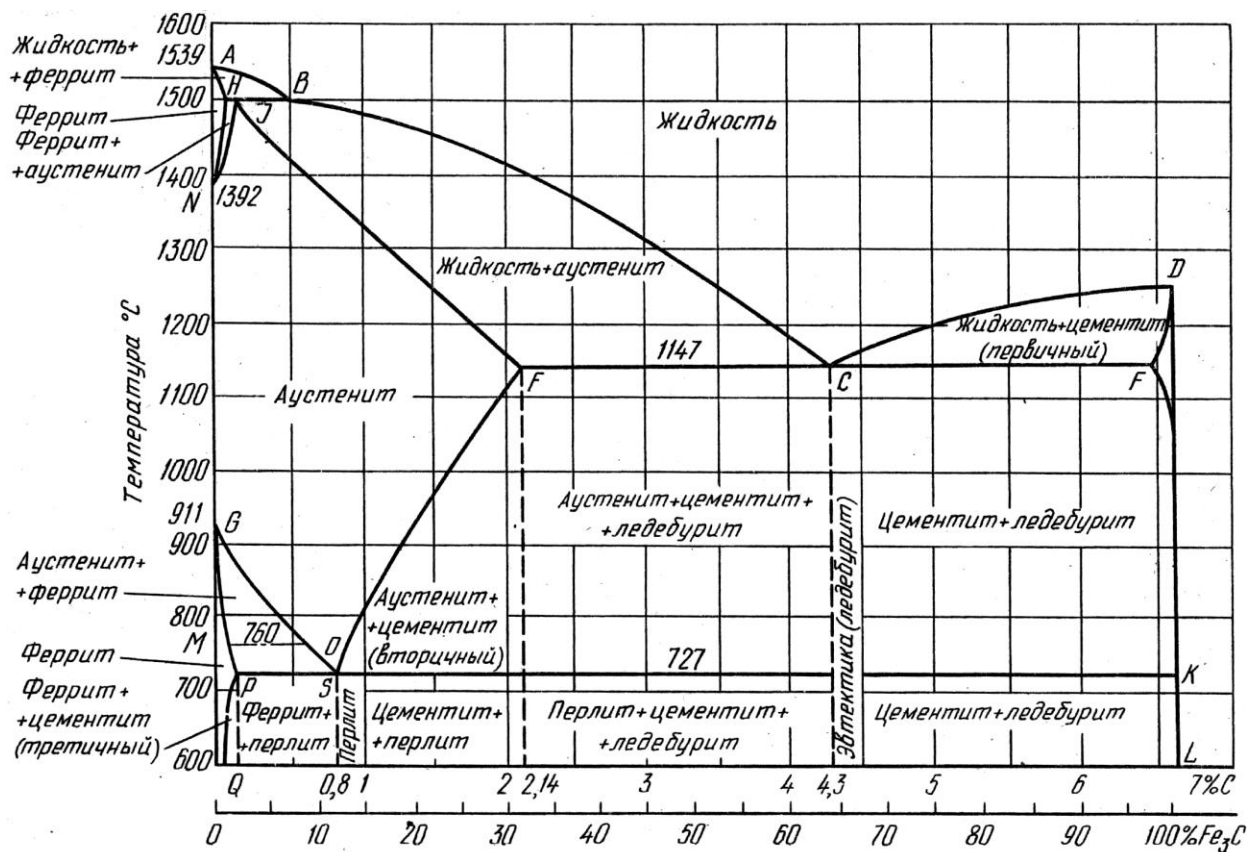 1600
1539
1500
1400
1392
1300
1200
1100
1000
911
900
800
760
700
600
Температура °C
Жидкость+
+феррит
Феррит
Феррит+
+аустенит
A
H
J
B
N
Жидкость
Жидкость+аустенит
D
Жидкость+цементит
(первичный)
1147
F
C
F
Аустенит
Аустенит+цементит+
+ледебурит
Эвтектика (ледебурит)
Цементит+ледебурит
G
Аустенит+
+феррит
M
O
Аустенит+
+цементит
(вторичный)
727
Феррит
P
S
K
Феррит+
+цементит
(третичный)
Феррит+
+перлит
Перлит
Цементит+
+перлит
Перлит+цементит+
+ледебурит
Цементит+ледебурит
L
Q 0,8 1 2 2,14 3 4 4,3 5 6 7%C
0 10 20 30 40 50 60 70 80 90 100%Fe₃C